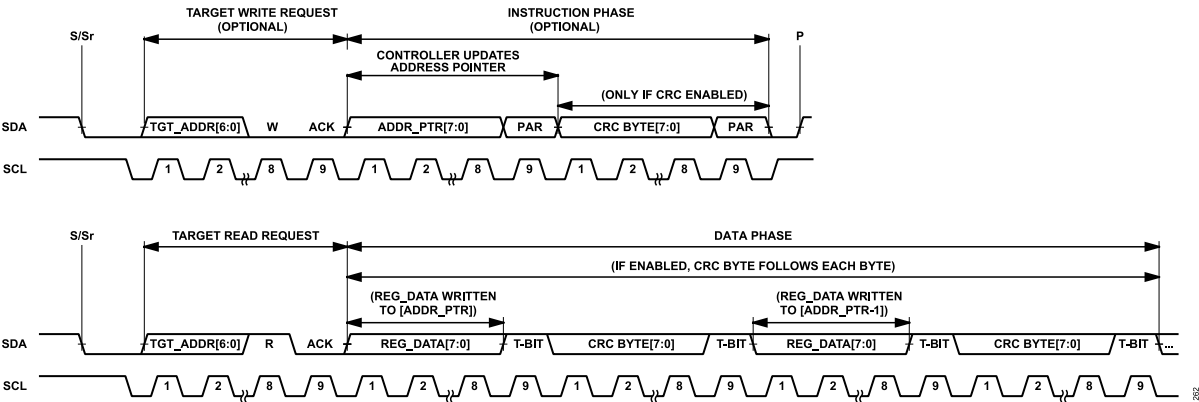 TARGET WRITE REQUEST
(OPTIONAL)
INSTRUCTION PHASE
(OPTIONAL)
S/Sr
P
CONTROLLER UPDATES
ADDRESS POINTER
(ONLY IF CRC ENABLED)
SDA TGT_ADDR[6:0] W ACK ADDR_PTR[7:0] PAR CRC BYTE[7:0] PAR
SCL 1 2 8 9 1 2 8 9 1 2 8 9
S/Sr TARGET READ REQUEST DATA PHASE
(IF ENABLED, CRC BYTE FOLLOWS EACH BYTE)
(REG_DATA WRITTEN
TO [ADDR_PTR])
(REG_DATA WRITTEN
TO [ADDR_PTR-1])
SDA TGT_ADDR[6:0] R ACK REG_DATA[7:0] T-BIT CRC BYTE[7:0] T-BIT REG_DATA[7:0] T-BIT CRC BYTE[7:0] T-BIT ...
SCL 1 2 8 9 1 2 8 9 1 2 8 9 1 2 8 9 1 2 8 9
262